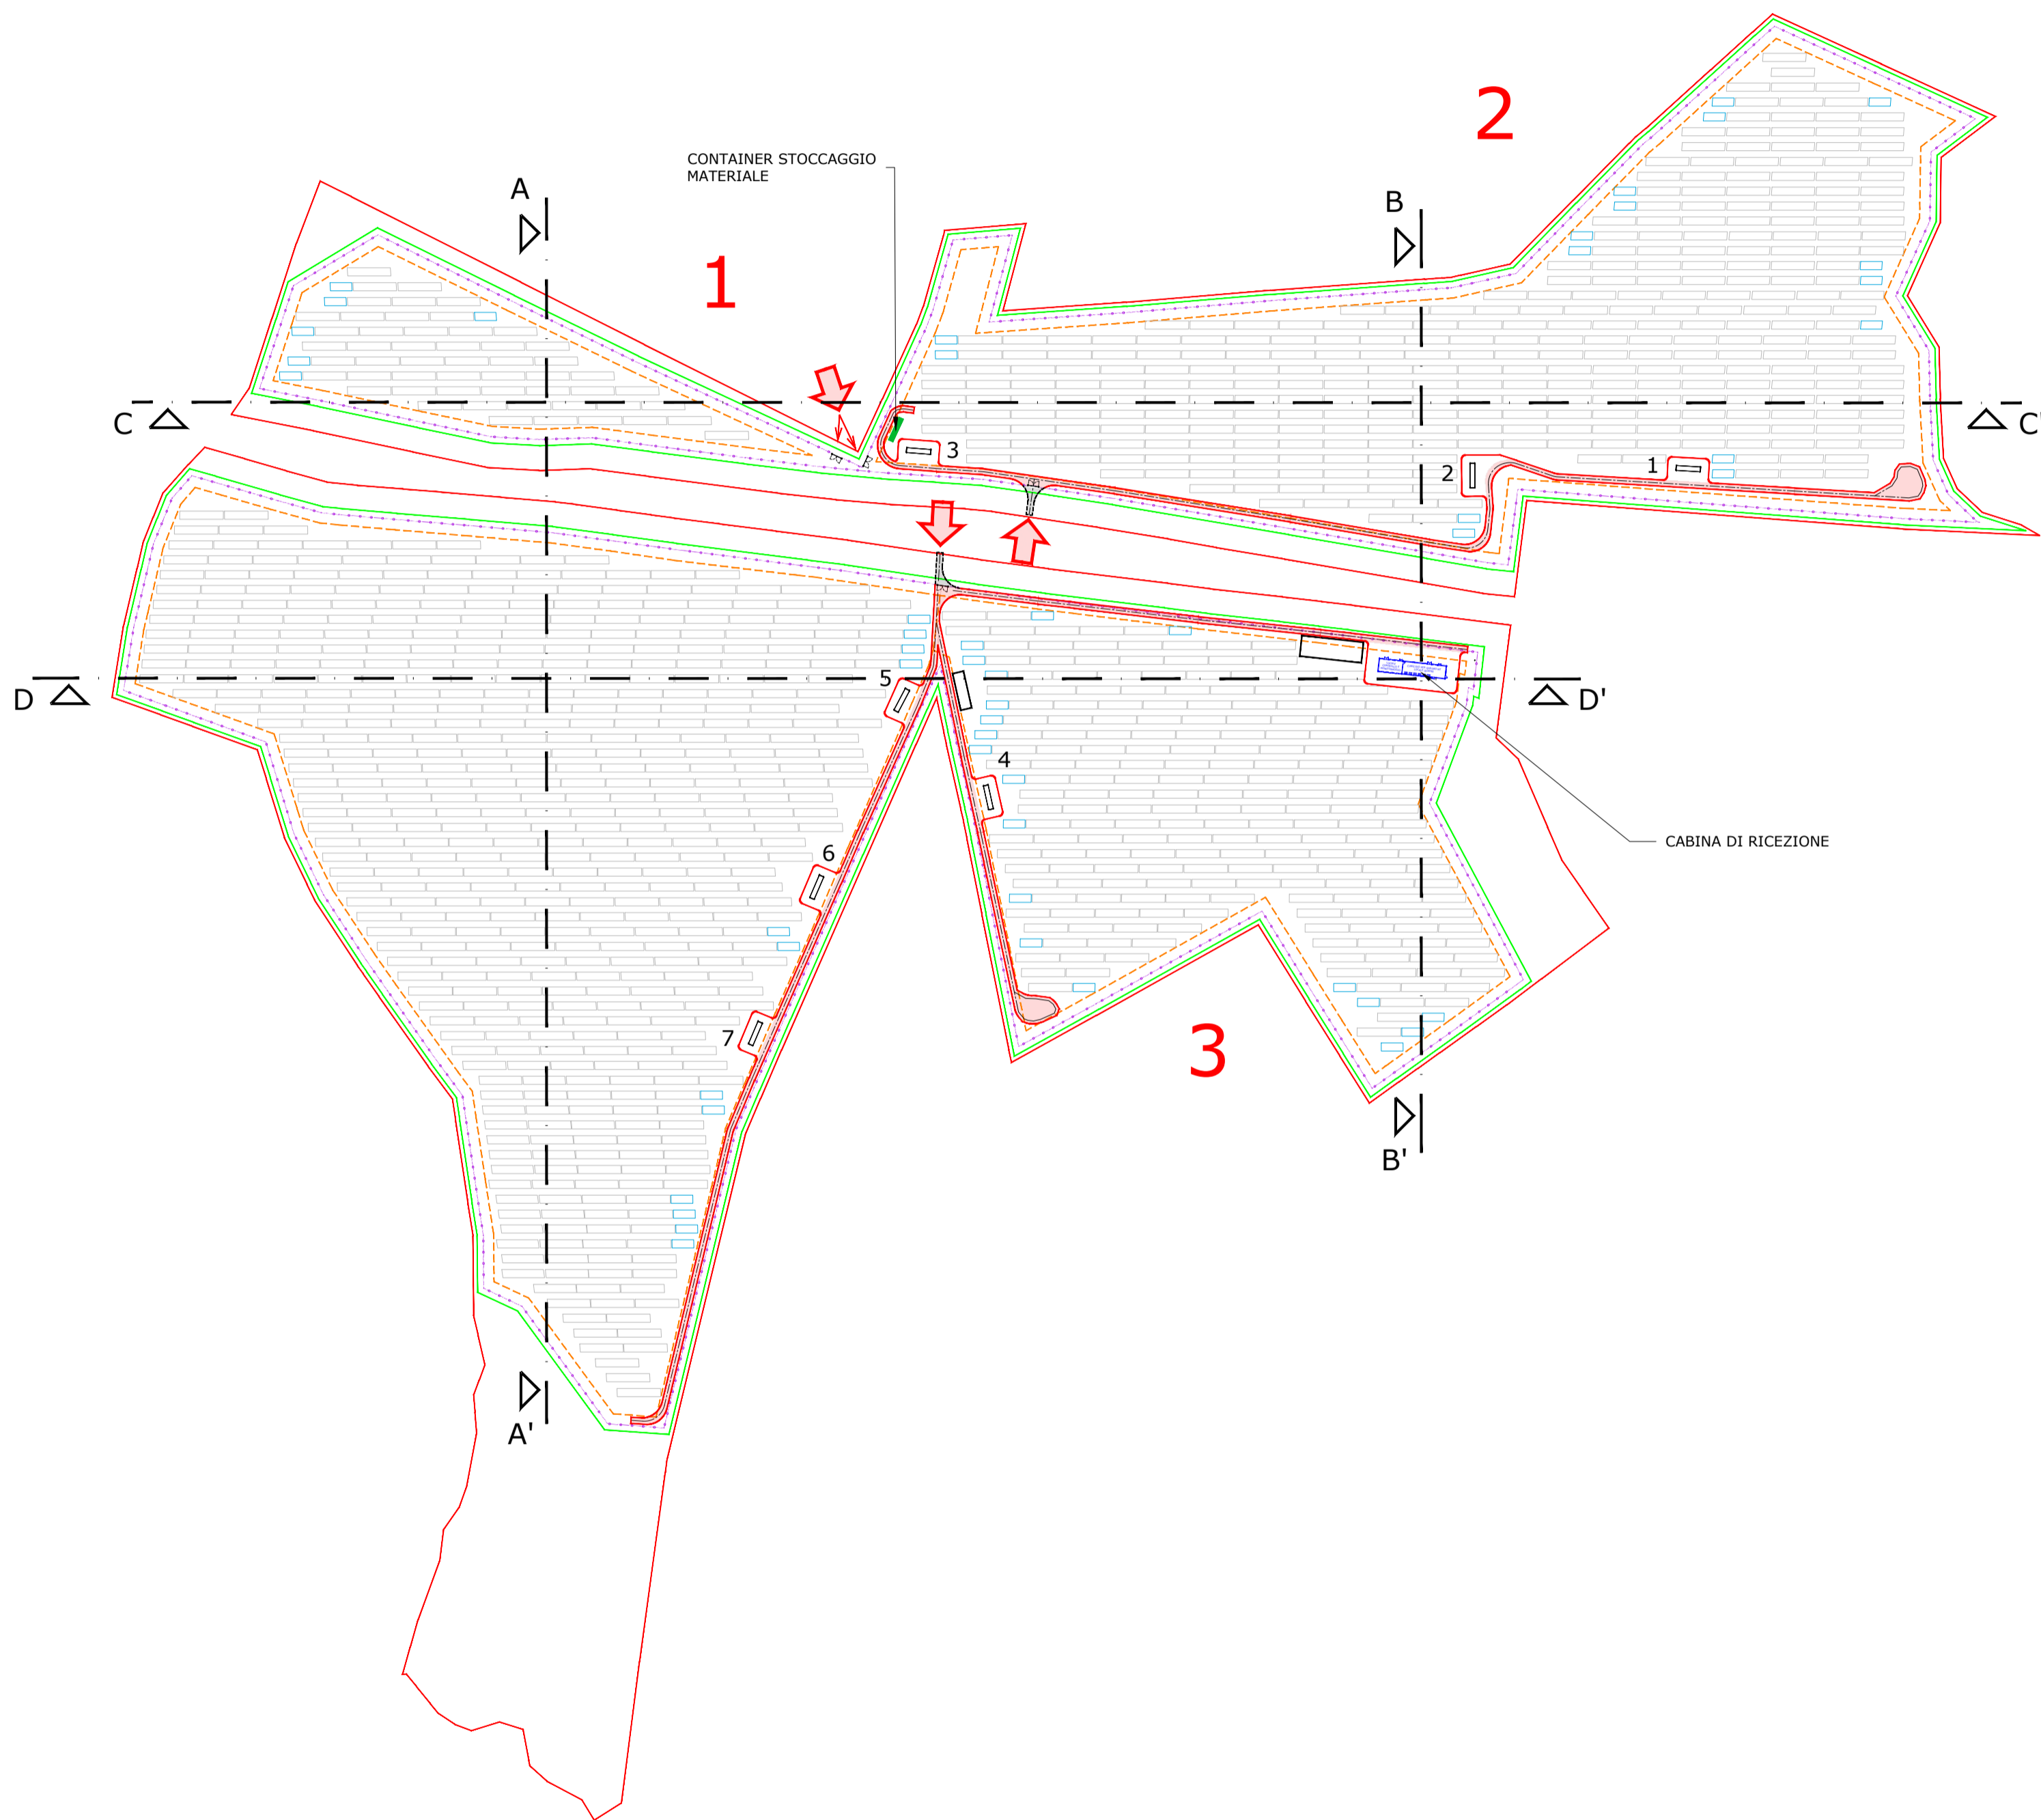 2
CONTAINER STOCCAGGIO
MATERIALE
A
B
1
C
C'
3
2
1
D
5
D'
4
CABINA DI RICEZIONE
6
7
3
B'
A'